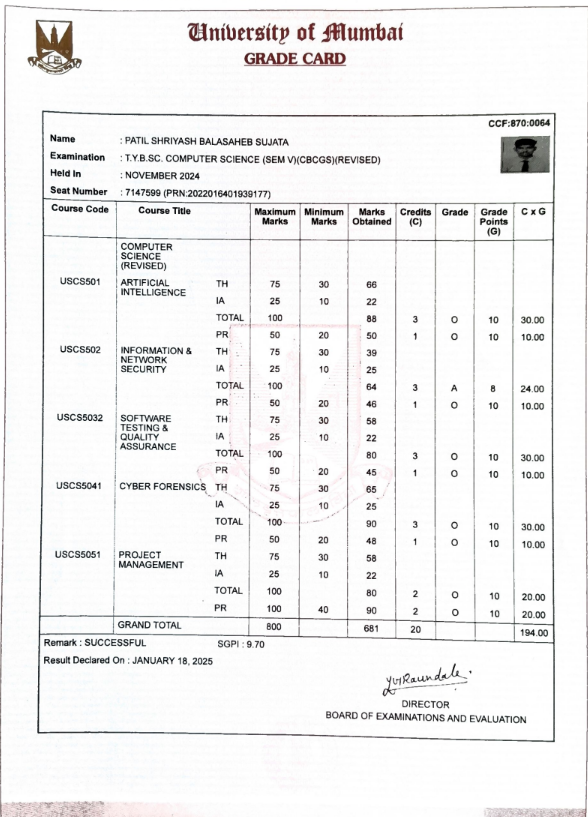 University of Mumbai
GRADE CARD
CCF:870:0064
Name : PATIL SHRIYASH BALASAHEB SUJATA
Examination : T.Y.B.SC. COMPUTER SCIENCE (SEM V)(CBCGS)(REVISED)
Held In : NOVEMBER 2024
Seat Number : 7147599 (PRN:2022016401939177)
Course Code Course Title Maximum Marks Minimum Marks Marks Obtained Credits (C) Grade Grade Points (G) C x G
COMPUTER SCIENCE (REVISED)
USCS501 ARTIFICIAL INTELLIGENCE TH 75 30 66
IA 25 10 22
TOTAL 100 88 3 O 10 30.00
PR 50 20 50 1 O 10 10.00
USCS502 INFORMATION & NETWORK SECURITY TH 75 30 39
IA 25 10 25
TOTAL 100 64 3 A 8 24.00
PR 50 20 46 1 O 10 10.00
USCS5032 SOFTWARE TESTING & QUALITY ASSURANCE TH 75 30 58
IA 25 10 22
TOTAL 100 80 3 O 10 30.00
PR 50 20 45 1 O 10 10.00
USCS5041 CYBER FORENSICS TH 75 30 65
IA 25 10 25
TOTAL 100 90 3 O 10 30.00
PR 50 20 48 1 O 10 10.00
USCS5051 PROJECT MANAGEMENT TH 75 30 58
IA 25 10 22
TOTAL 100 80 2 O 10 20.00
PR 100 40 90 2 O 10 20.00
GRAND TOTAL 800 681 20 194.00
Remark : SUCCESSFUL SGPI : 9.70
Result Declared On : JANUARY 18, 2025
DIRECTOR
BOARD OF EXAMINATIONS AND EVALUATION